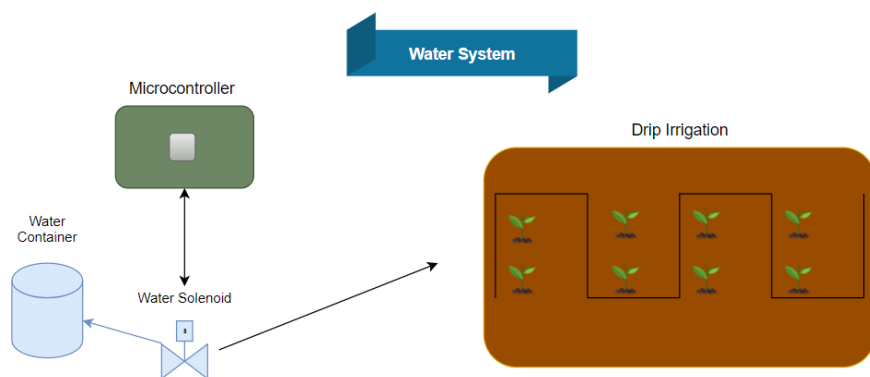 Water System
Microcontroller
Drip Irrigation
Water
Container
Water Solenoid